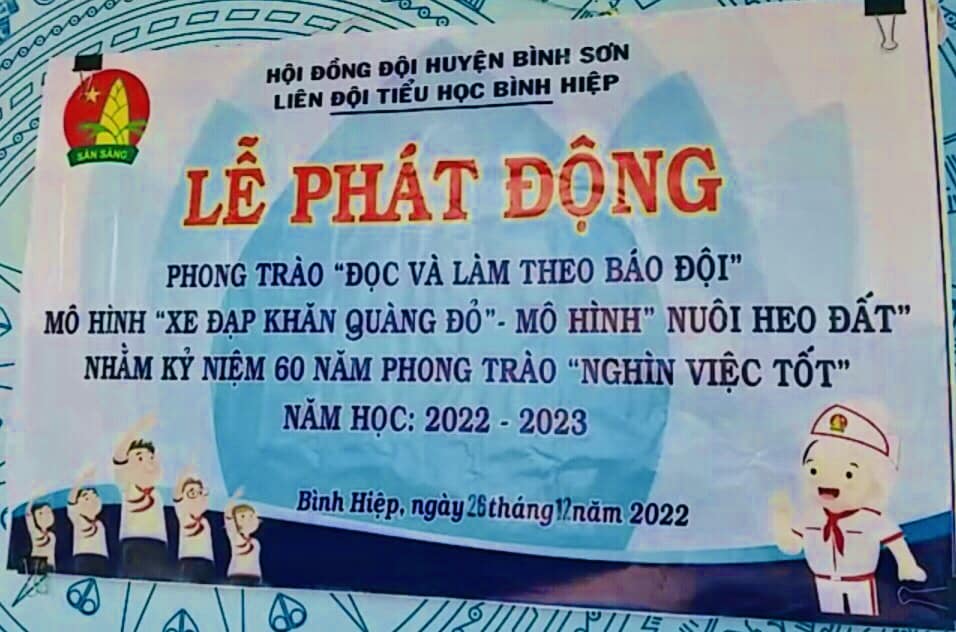 HỘI ĐỒNG ĐỘI HUYỆN BÌNH SƠN
LIÊN ĐỘI TIỂU HỌC BÌNH HIỆP
SẴN SÀNG
LỄ PHÁT ĐỘNG
PHONG TRÀO “ĐỌC VÀ LÀM THEO BÁO ĐỘI”
MÔ HÌNH “XE ĐẠP KHĂN QUÀNG ĐỎ”- MÔ HÌNH” NUÔI HEO ĐẤT”
NHẰM KỶ NIỆM 60 NĂM PHONG TRÀO “NGHÌN VIỆC TỐT”
NĂM HỌC: 2022 - 2023
Bình Hiệp, ngày 26 tháng 12 năm 2022